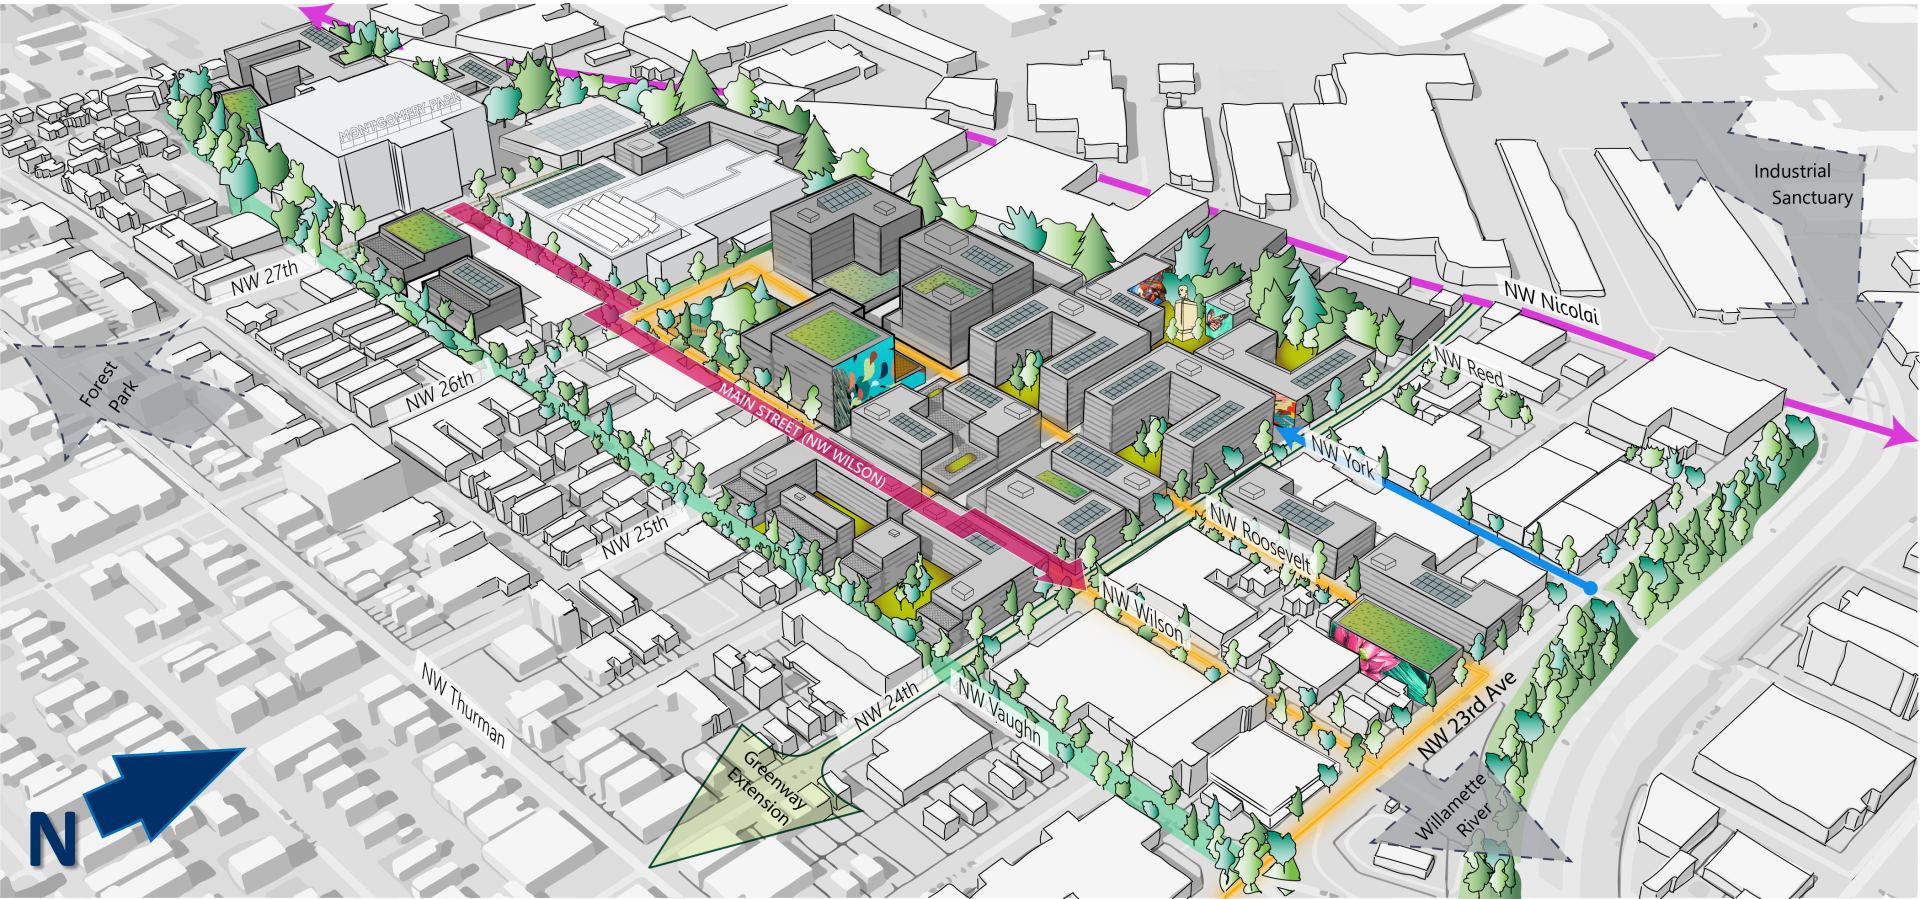 MONTGOMERY PARK
Industrial
Sanctuary
NW 27th
NW Nicolai
Forest
Park
NW 26th
NW Reed
MAIN STREET (NW WILSON)
NW York
NW 25th
NW Roosevelt
NW Wilson
NW Thurman
NW 24th
NW Vaughn
NW 23rd Ave
Greenway
Extension
Willamette
River
N